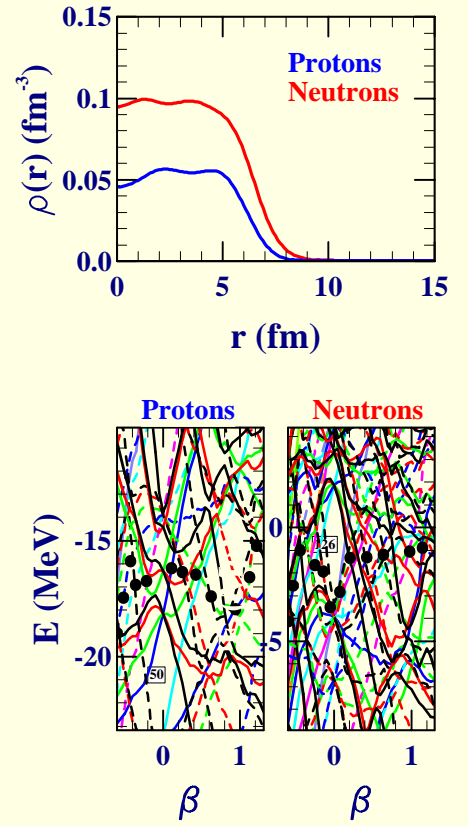 0.15
0.1
0.05
0.0
ρ(r) (fm⁻³)
Protons
Neutrons
0 5 10 15
r (fm)
Protons Neutrons
E (MeV)
-15
-20
50
0
-5
126
0 1
0 1
β β